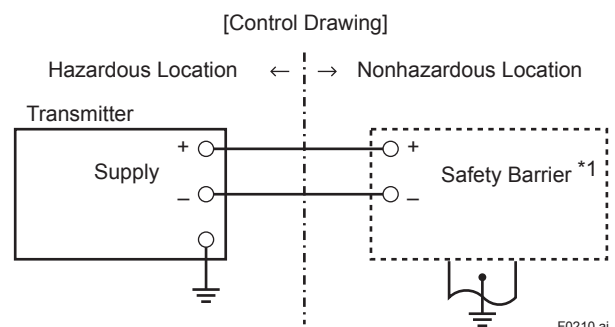 [Control Drawing]
Hazardous Location ← → Nonhazardous Location
Transmitter
+ +
Supply Safety Barrier *1
– –
F0210.ai